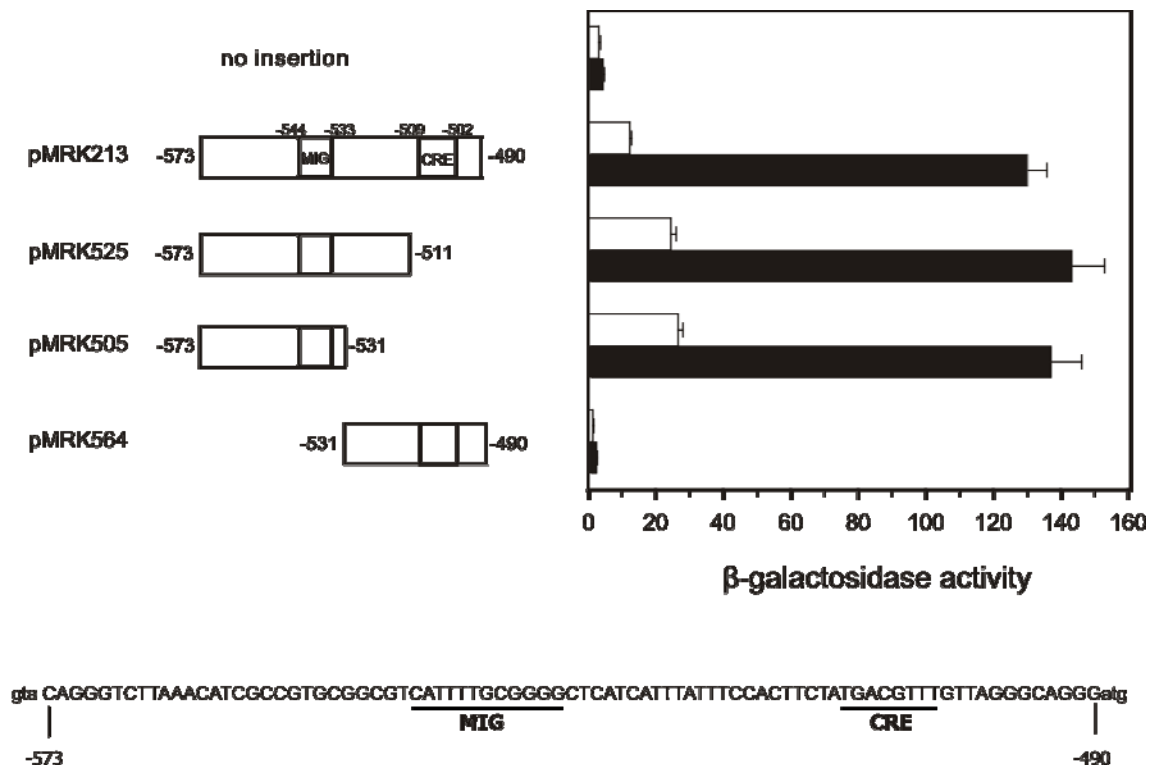 no insertion
-544 -533 -509 -502
pMRK213 -573 MIG CRE -490
pMRK525 -573 -511
pMRK505 -573 -531
pMRK564 -531 -490
0 20 40 60 80 100 120 140 160
β-galactosidase activity
gta CAGGGTCTTAAACATCGCCGTGCGGCGTCATTTTGCGGGGCTCATCATTTATTTCCACTTCTATGACGTTTGTTAGGGCAGGGatg
MIG CRE
-573 -490